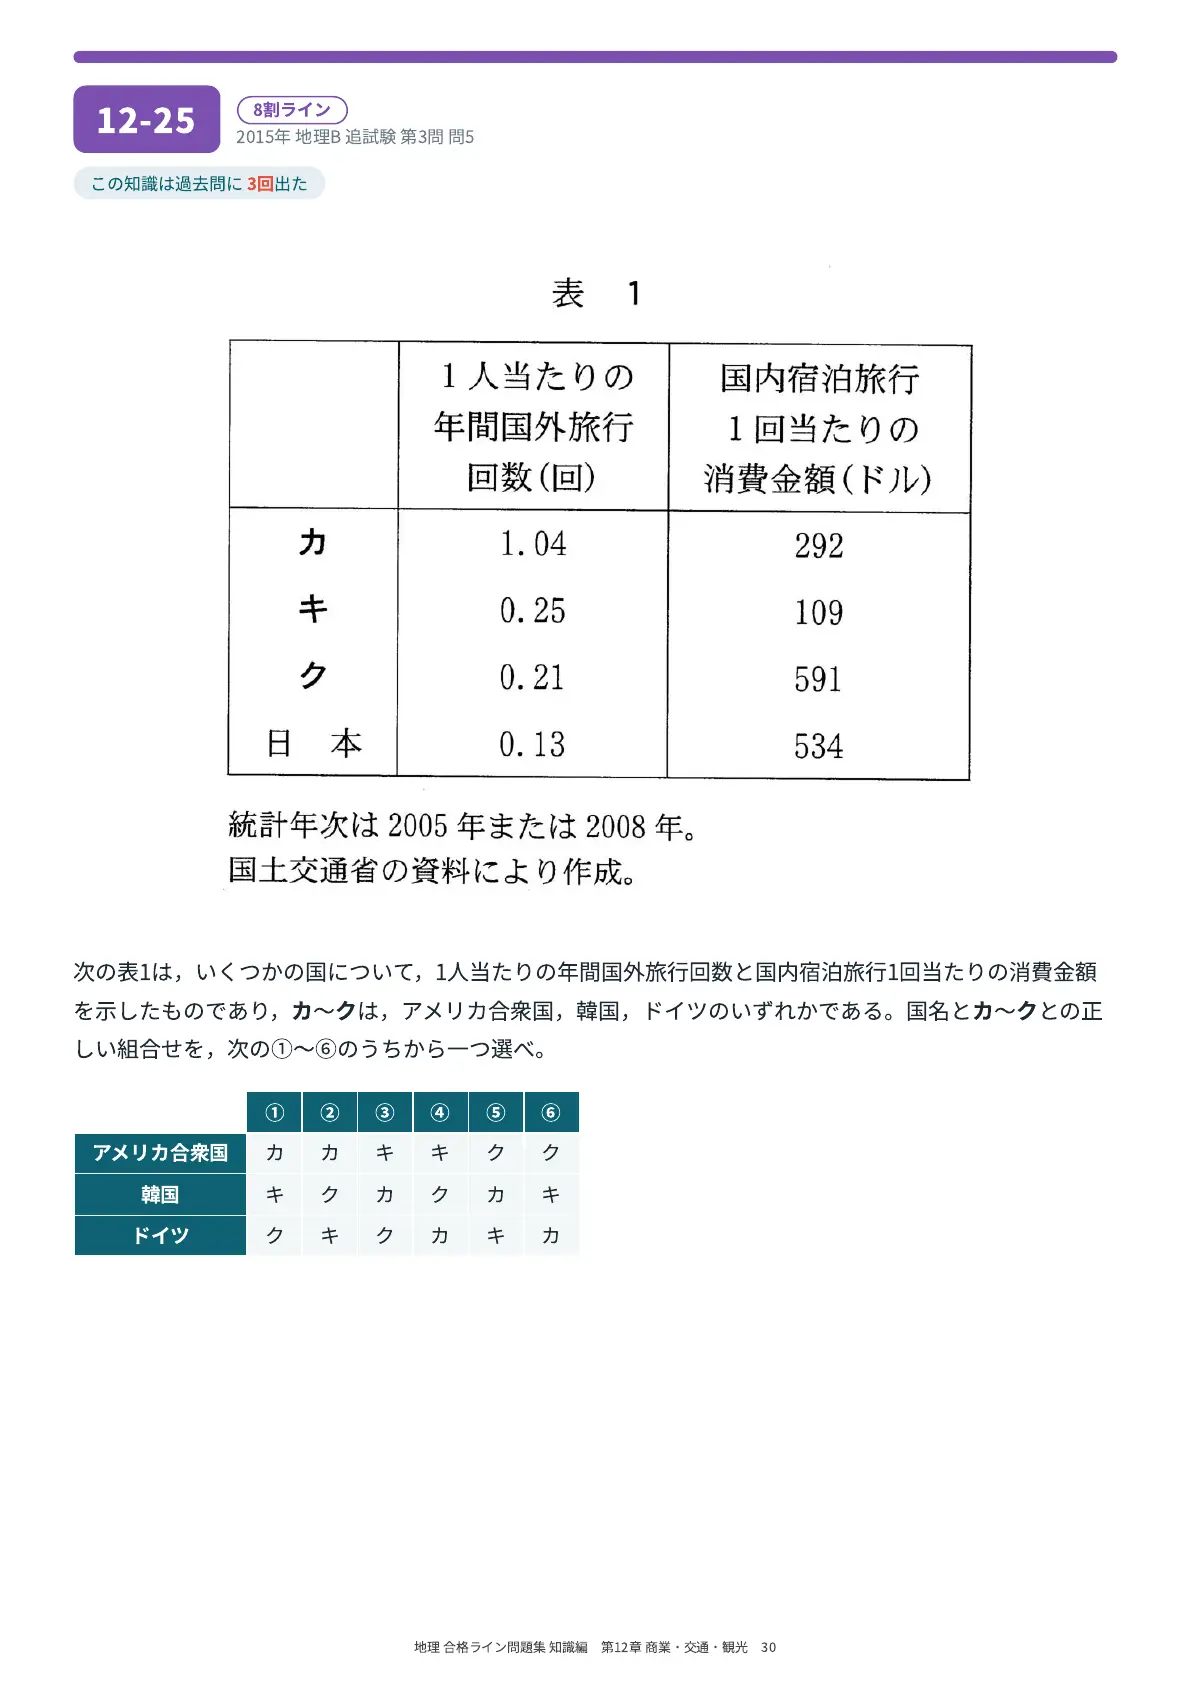 12-25
8割ライン
2015年 地理B 追試験 第3問 問5
この知識は過去問に 3回出た
表 1
1人当たりの年間国外旅行回数(回) 国内宿泊旅行1回当たりの消費金額(ドル)
カ 1.04 292
キ 0.25 109
ク 0.21 591
日 本 0.13 534
統計年次は 2005 年または 2008 年。
国土交通省の資料により作成。
次の表1は，いくつかの国について，1人当たりの年間国外旅行回数と国内宿泊旅行1回当たりの消費金額
を示したものであり，カ～クは，アメリカ合衆国，韓国，ドイツのいずれかである。国名とカ～クとの正
しい組合せを，次の①～⑥のうちから一つ選べ。
① ② ③ ④ ⑤ ⑥
アメリカ合衆国 カ カ キ キ ク ク
韓国 キ ク カ ク カ キ
ドイツ ク キ ク カ キ カ
地理 合格ライン問題集 知識編 第12章 商業・交通・観光 30